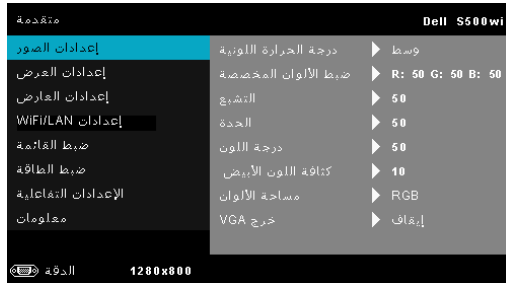 متقدمة
Dell S500wi
إعدادات الصور
إعدادات العرض
إعدادات العارض
إعدادات WiFi/LAN
ضبط القائمة
ضبط الطاقة
الإعدادات التفاعلية
معلومات
درجة الحرارة اللونية وسط
ضبط الألوان المخصصة R: 50 G: 50 B: 50
التشبع 50
الحدة 50
درجة اللون 50
كثافة اللون الأبيض 10
مساحة الألوان RGB
خرج VGA إيقاف
الدقة 1280x800